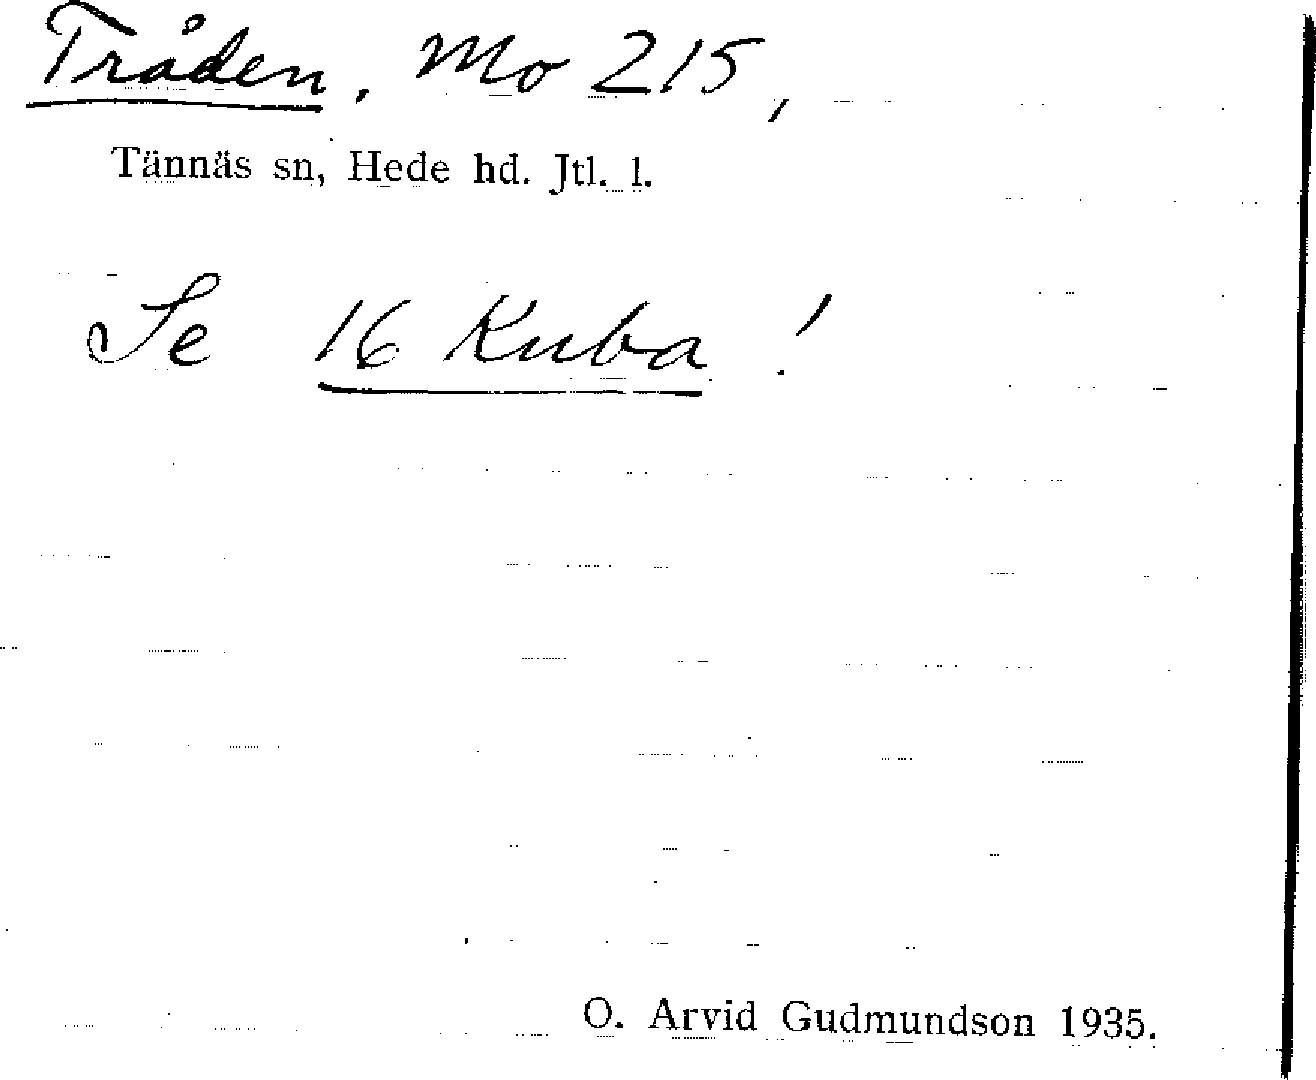 Tråden. Mo 215,
Tännäs sn, Hede hd. Jtl. l.
Se 16 Kuba!
O. Arvid Gudmundson 1935.